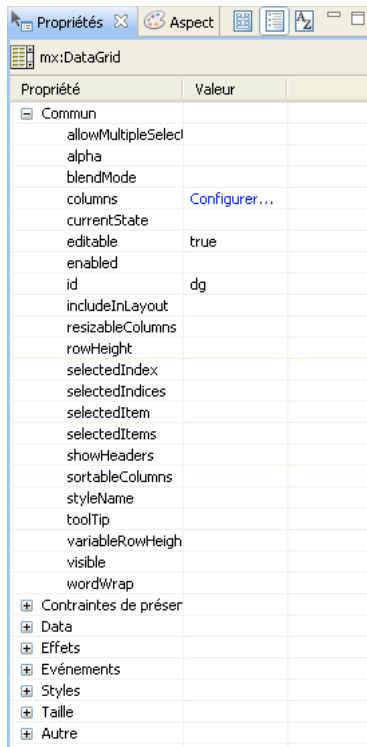 Propriétés Aspect
mx:DataGrid
Propriété Valeur
Commun
allowMultipleSelect
alpha
blendMode
columns Configurer...
currentState
editable true
enabled
id dg
includeInLayout
resizableColumns
rowHeight
selectedIndex
selectedIndices
selectedItem
selectedItems
showHeaders
sortableColumns
styleName
toolTip
variableRowHeigh
visible
wordWrap
Contraintes de préser
Data
Effets
Evénements
Styles
Taille
Autre